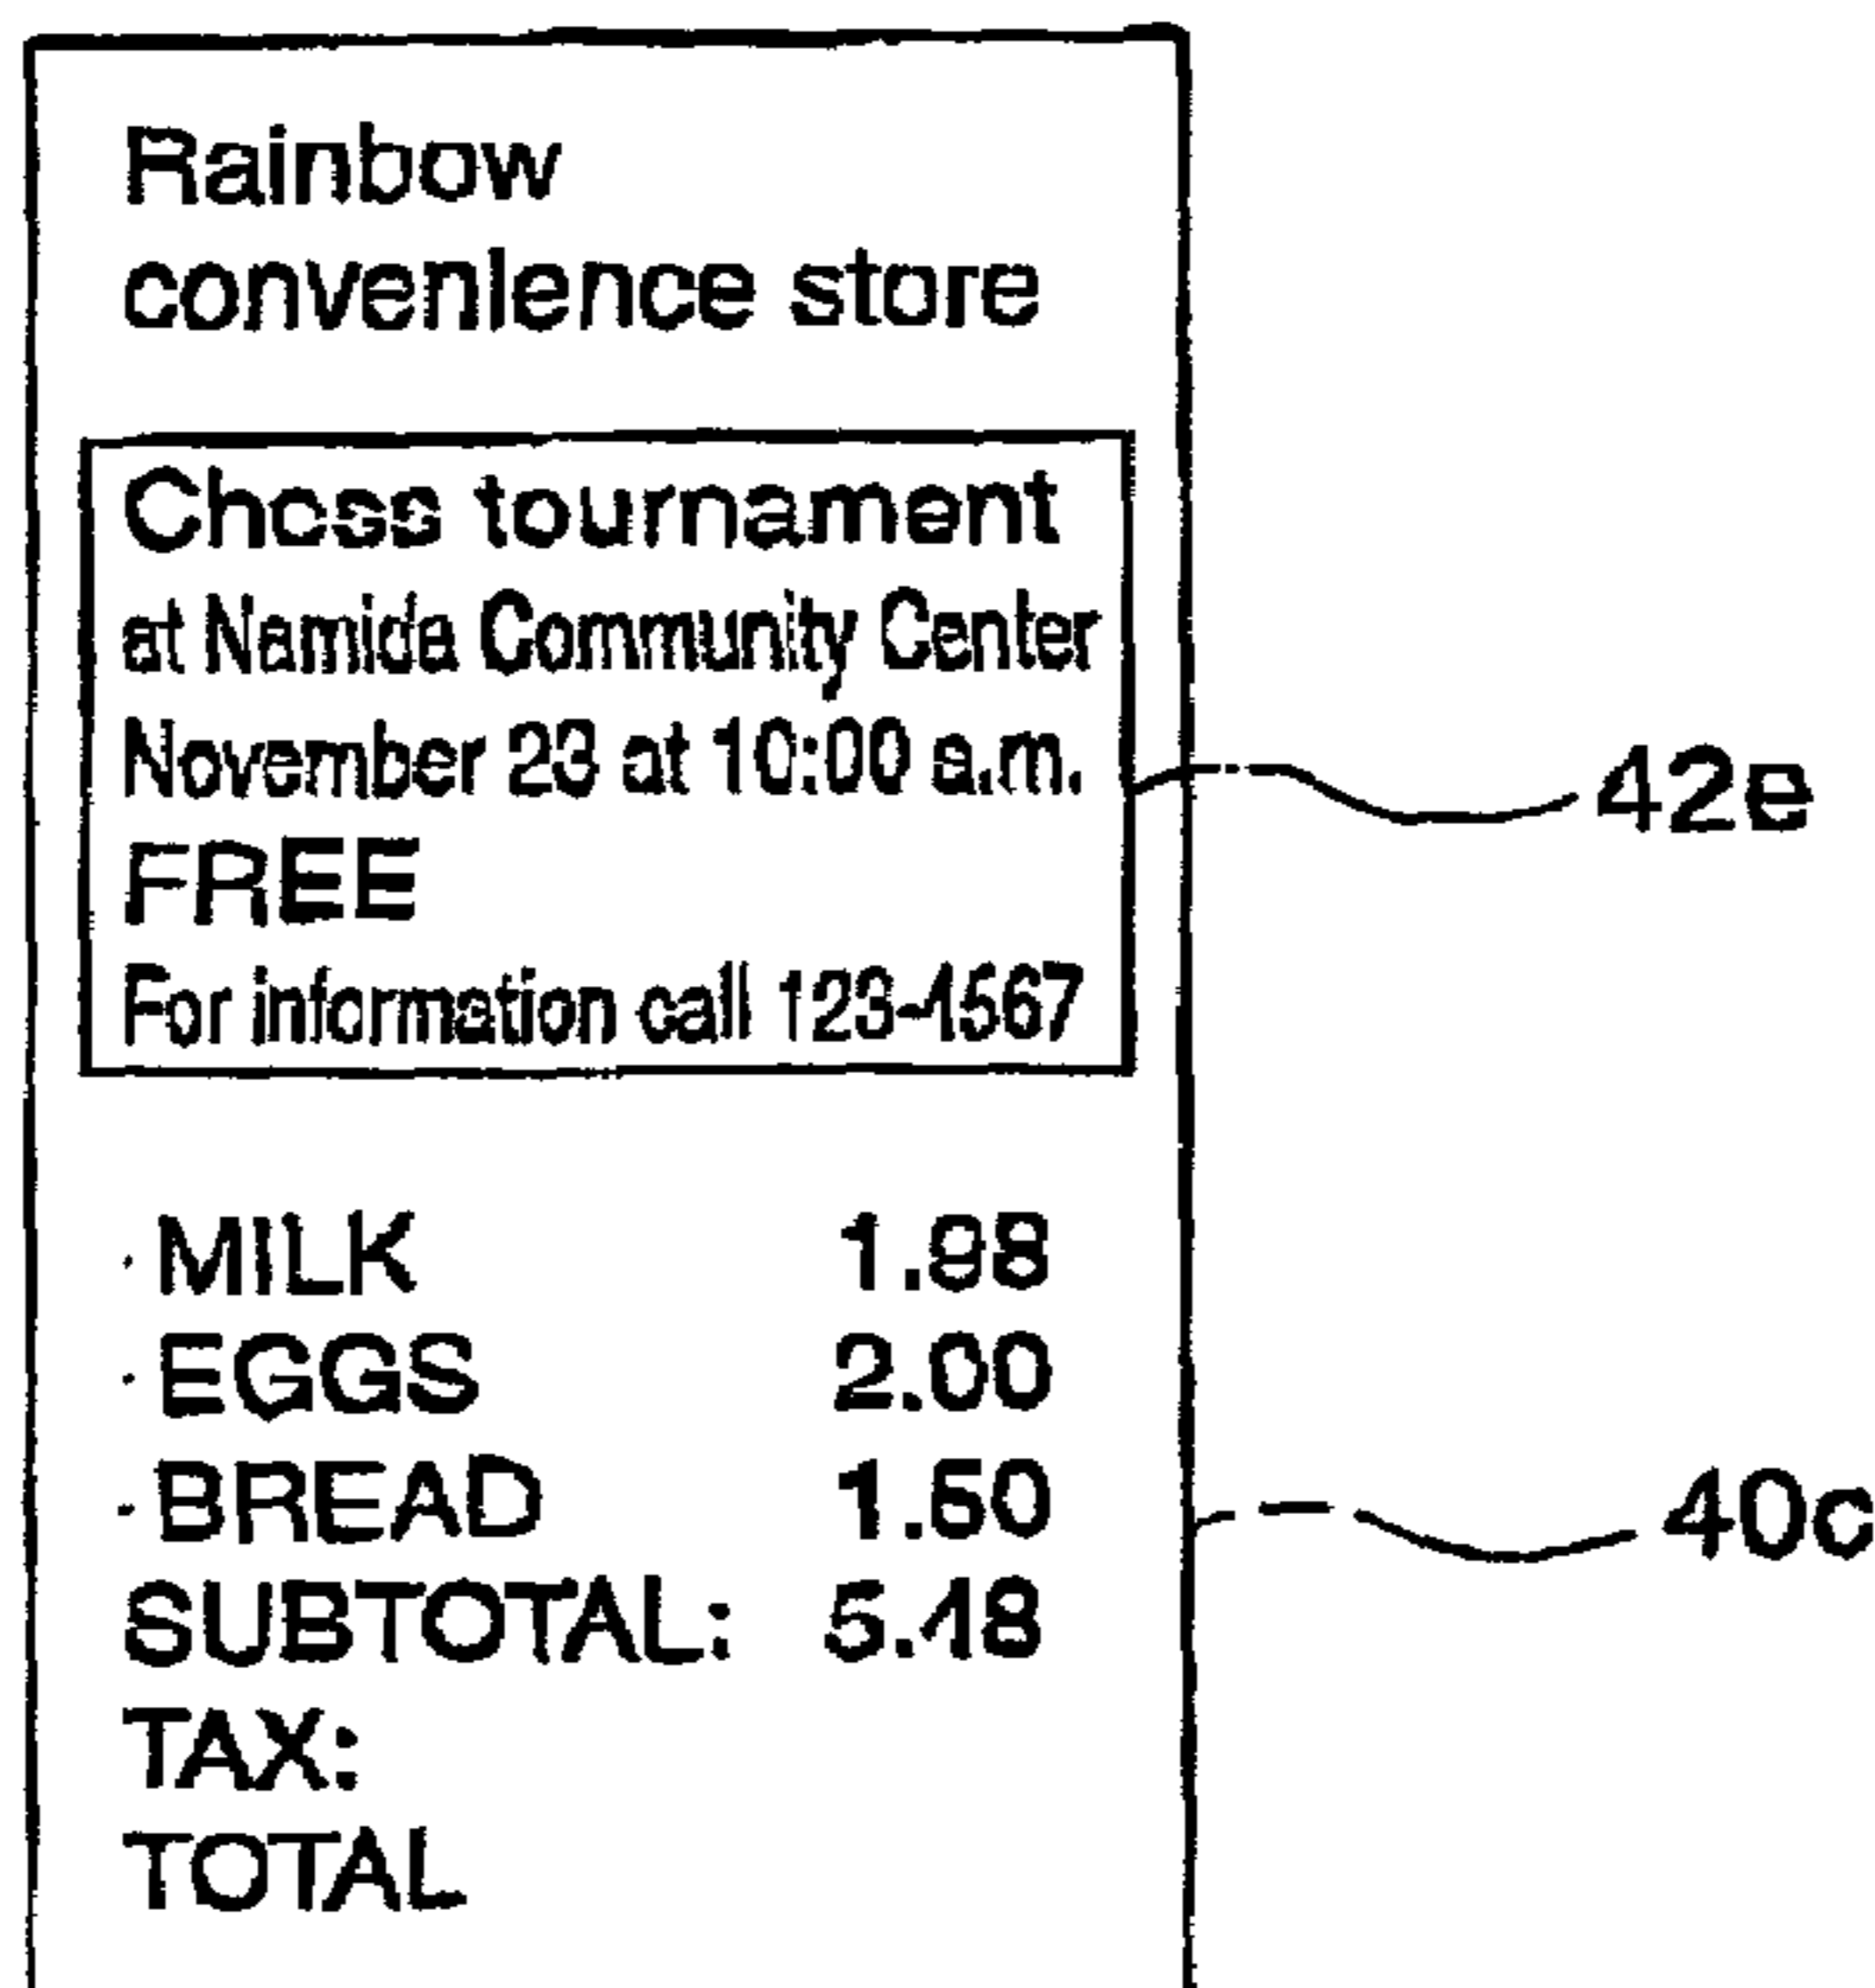 Rainbow
convenience store
Chess tournament
at Namida Community Center
November 23 at 10:00 a.m.
FREE
For information call 123-4567
42e
· MILK 1.98
· EGGS 2.00
· BREAD 1.50
SUBTOTAL: 5.48
40c
TAX:
TOTAL